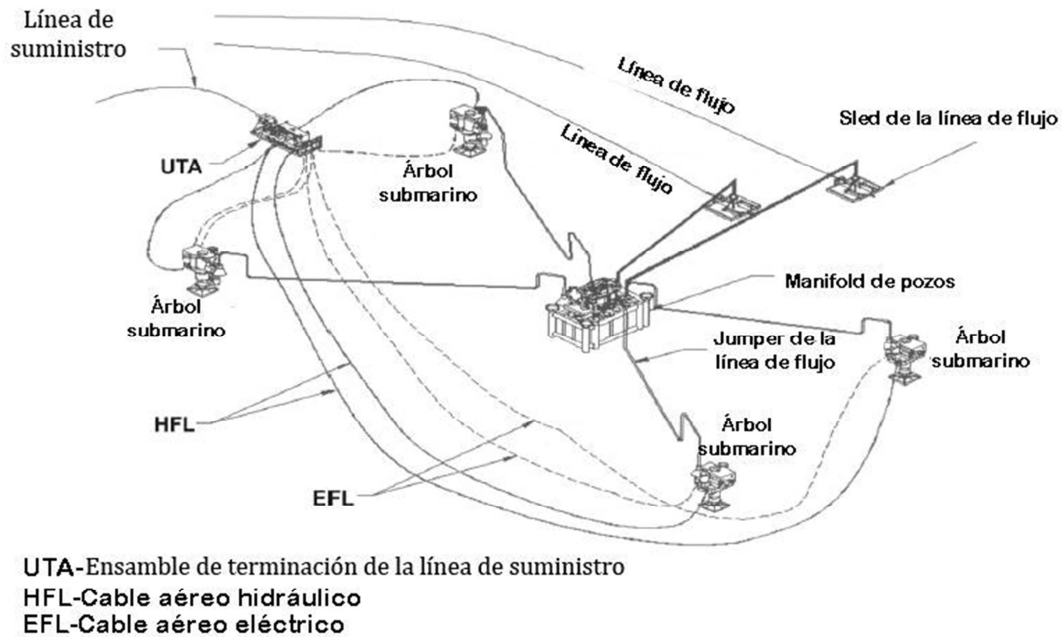 Línea de
suministro
Línea de flujo
Línea de flujo
Sled de la línea de flujo
UTA
Árbol
submarino
Árbol
submarino
Manifold de pozos
Jumper de la
línea de flujo
Árbol
submarino
HFL
Árbol
submarino
EFL
UTA-Ensamble de terminación de la línea de suministro
HFL-Cable aéreo hidráulico
EFL-Cable aéreo eléctrico